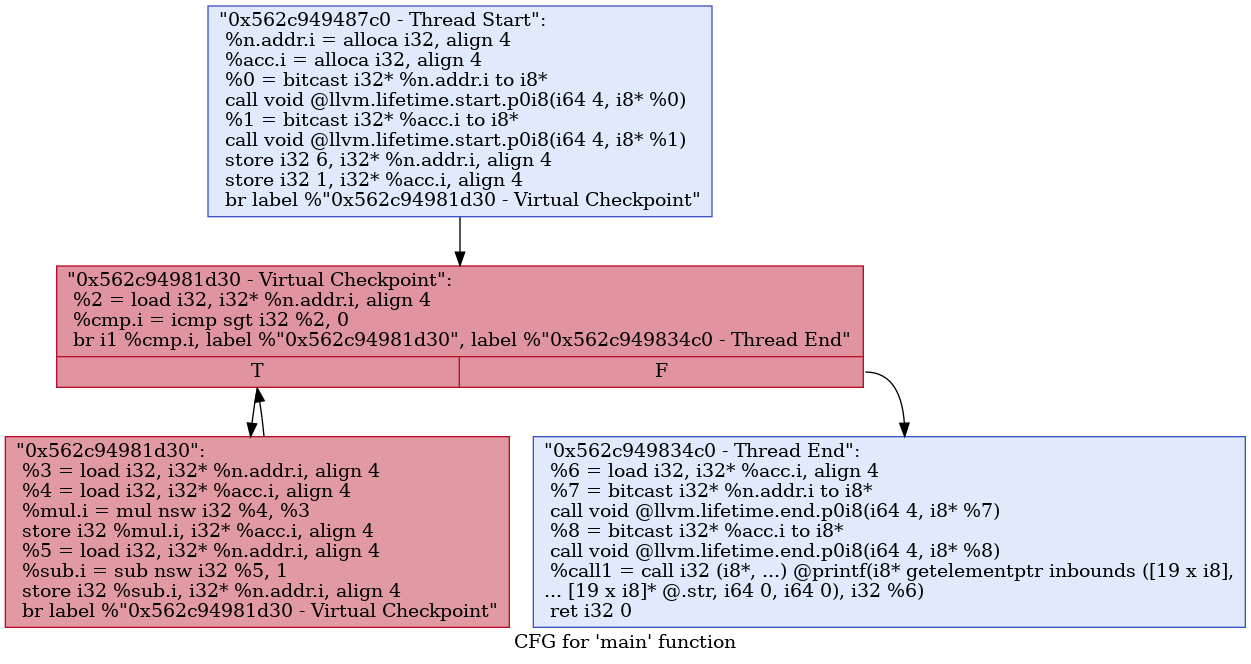 "0x562c949487c0 - Thread Start":
%n.addr.i = alloca i32, align 4
%acc.i = alloca i32, align 4
%0 = bitcast i32* %n.addr.i to i8*
call void @llvm.lifetime.start.p0i8(i64 4, i8* %0)
%1 = bitcast i32* %acc.i to i8*
call void @llvm.lifetime.start.p0i8(i64 4, i8* %1)
store i32 6, i32* %n.addr.i, align 4
store i32 1, i32* %acc.i, align 4
br label %"0x562c94981d30 - Virtual Checkpoint"
"0x562c94981d30 - Virtual Checkpoint":
%2 = load i32, i32* %n.addr.i, align 4
%cmp.i = icmp sgt i32 %2, 0
br i1 %cmp.i, label %"0x562c94981d30", label %"0x562c949834c0 - Thread End"
T
F
"0x562c94981d30":
%3 = load i32, i32* %n.addr.i, align 4
%4 = load i32, i32* %acc.i, align 4
%mul.i = mul nsw i32 %4, %3
store i32 %mul.i, i32* %acc.i, align 4
%5 = load i32, i32* %n.addr.i, align 4
%sub.i = sub nsw i32 %5, 1
store i32 %sub.i, i32* %n.addr.i, align 4
br label %"0x562c94981d30 - Virtual Checkpoint"
"0x562c949834c0 - Thread End":
%6 = load i32, i32* %acc.i, align 4
%7 = bitcast i32* %n.addr.i to i8*
call void @llvm.lifetime.end.p0i8(i64 4, i8* %7)
%8 = bitcast i32* %acc.i to i8*
call void @llvm.lifetime.end.p0i8(i64 4, i8* %8)
%call1 = call i32 (i8*, ...) @printf(i8* getelementptr inbounds ([19 x i8],
... [19 x i8]* @.str, i64 0, i64 0), i32 %6)
ret i32 0
CFG for 'main' function